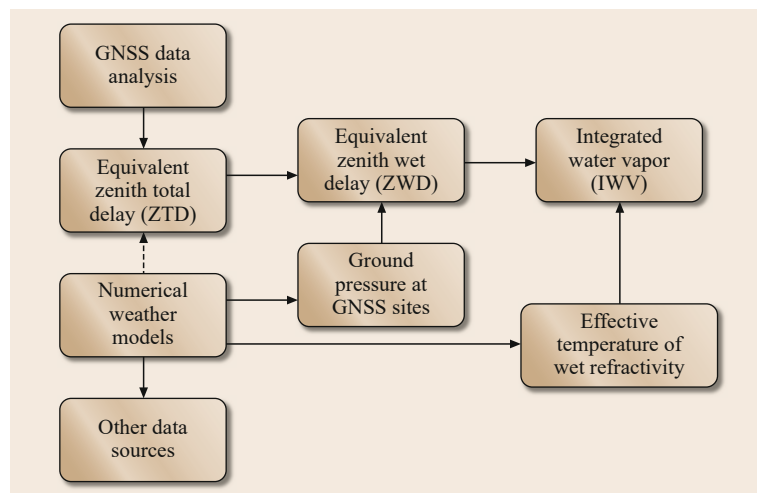 GNSS data
analysis
Equivalent
zenith total
delay (ZTD)
Equivalent
zenith wet
delay (ZWD)
Integrated
water vapor
(IWV)
Numerical
weather
models
Ground
pressure at
GNSS sites
Effective
temperature of
wet refractivity
Other data
sources